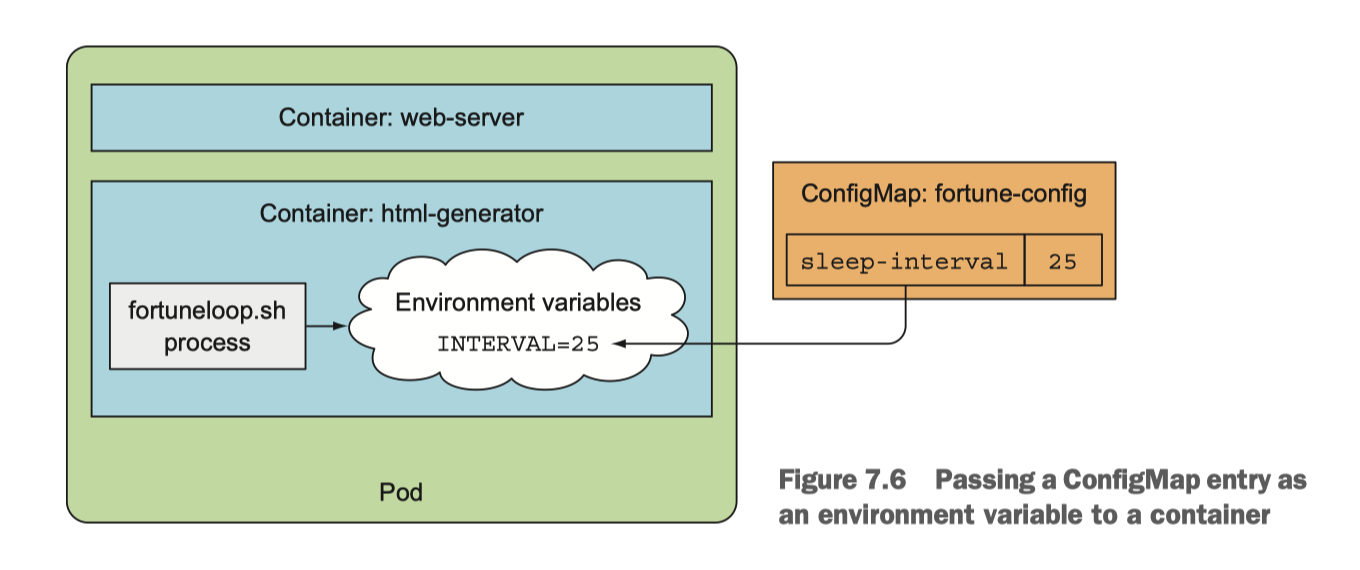 Container: web-server
Container: html-generator
fortuneloop.sh
process
Environment variables
INTERVAL=25
Pod
ConfigMap: fortune-config
sleep-interval 25
Figure 7.6 Passing a ConfigMap entry as
an environment variable to a container